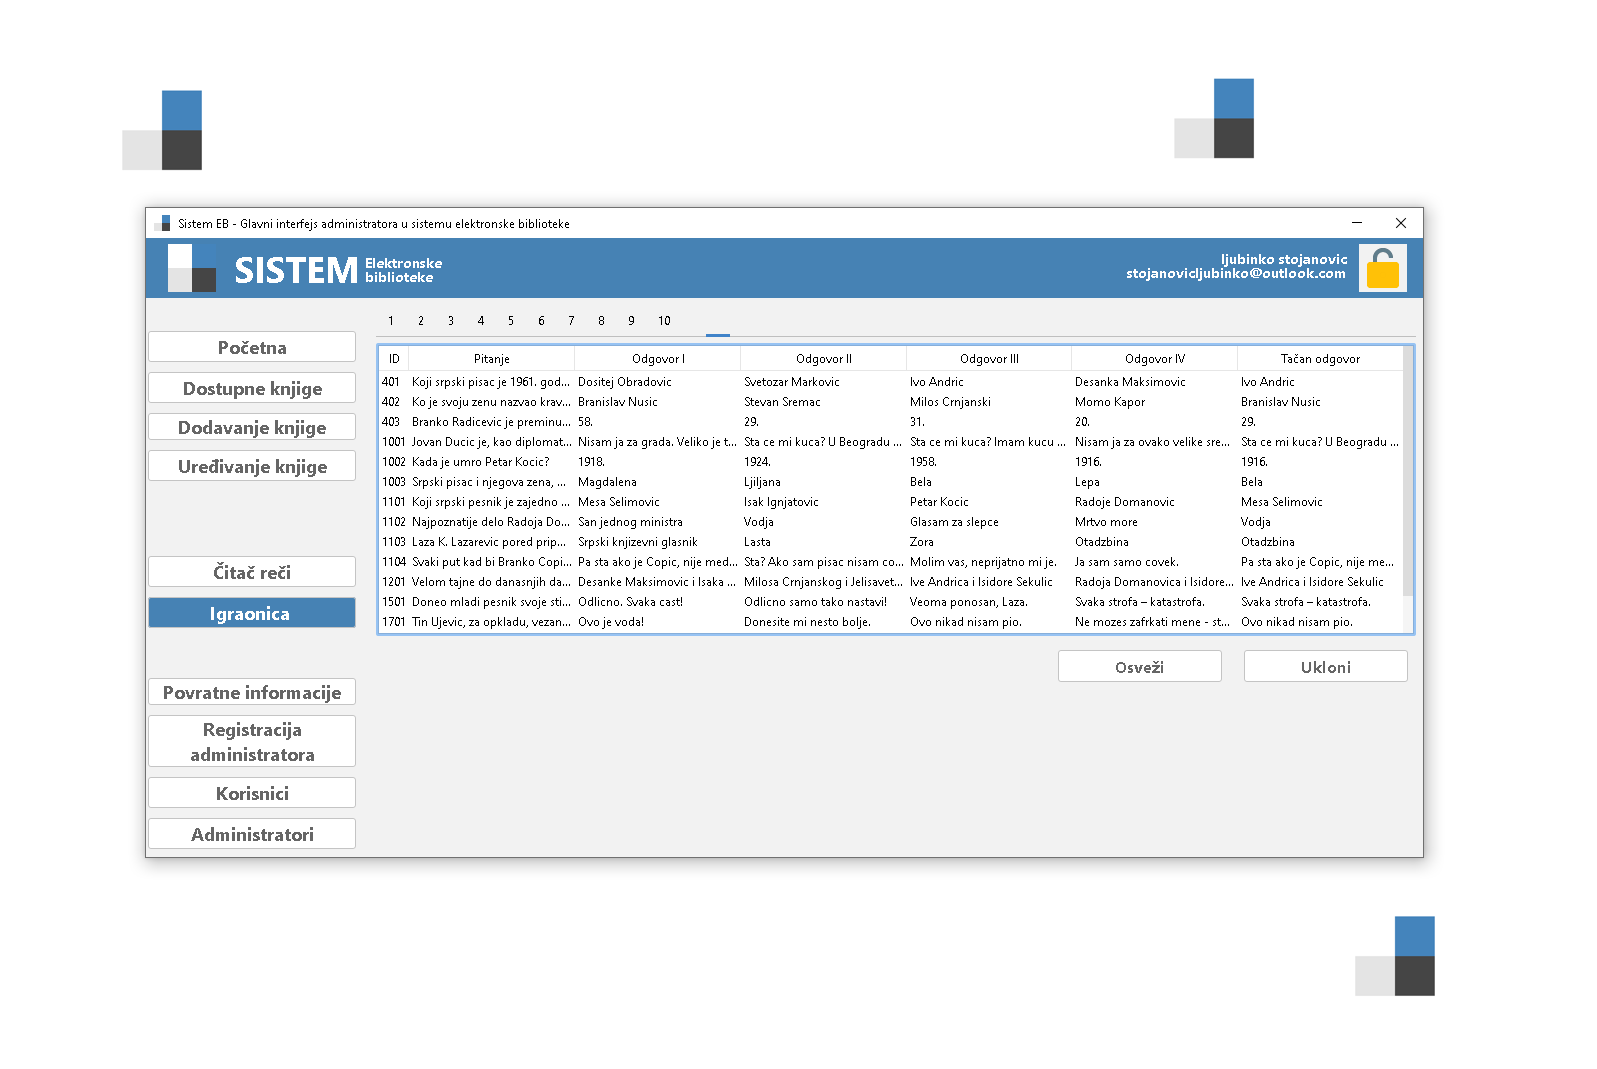 Sistem EB - Glavni interfejs administratora u sistemu elektronske biblioteke
SISTEM Elektronske biblioteke
ljubinko stojanovic
stojanovicljubinko@outlook.com
Početna
Dostupne knjige
Dodavanje knjige
Uređivanje knjige
Čitač reči
Igraonica
Povratne informacije
Registracija
administratora
Korisnici
Administratori
1 2 3 4 5 6 7 8 9 10
ID Pitanje Odgovor I Odgovor II Odgovor III Odgovor IV Tačan odgovor
401 Koji srpski pisac je 1961. god... Dositej Obradovic Svetozar Markovic Ivo Andric Desanka Maksimovic Ivo Andric
402 Ko je svoju zenu nazvao krav... Branislav Nusic Stevan Sremac Milos Crnjanski Momo Kapor Branislav Nusic
403 Branko Radicevic je preminu... 58. 29. 31. 20. 29.
1001 Jovan Ducic je, kao diplomat... Nisam ja za grada. Veliko je t... Sta ce mi kuca? U Beogradu ... Sta ce mi kuca? Imam kucu ... Nisam ja za ovako velike sre... Sta ce mi kuca? U Beogradu ...
1002 Kada je umro Petar Kocic? 1918. 1924. 1958. 1916. 1916.
1003 Srpski pisac i njegova zena, ... Magdalena Ljiljana Bela Lepa Bela
1101 Koji srpski pesnik je zajedno ... Mesa Selimovic Isak Ignjatovic Petar Kocic Radoje Domanovic Mesa Selimovic
1102 Najpoznatije delo Radoja Do... San jednog ministra Vodja Glasam za slepce Mrtvo more Vodja
1103 Laza K. Lazarevic pored prip... Srpski knjizevni glasnik Lasta Zora Otadzbina Otadzbina
1104 Svaki put kad bi Branko Copi... Pa sta ako je Copic, nije med... Sta? Ako sam pisac nisam co... Molim vas, neprijatno mi je. Ja sam samo covek. Pa sta ako je Copic, nije me...
1201 Velom tajne do danasnjih da... Desanke Maksimovic i Isaka ... Milosa Crnjanskog i Jelisavet... Ive Andrica i Isidore Sekulic Radoja Domanovica i Isidore... Ive Andrica i Isidore Sekulic
1501 Doneo mladi pesnik svoje sti... Odlicno. Svaka cast! Odlicno samo tako nastavi! Veoma ponosan, Laza. Svaka strofa – katastrofa. Svaka strofa – katastrofa.
1701 Tin Ujevic, za opkladu, vezan... Ovo je voda! Donesite mi nesto bolje. Ovo nikad nisam pio. Ne mozes zafrkati mene - st... Ovo nikad nisam pio.
Osveži
Ukloni